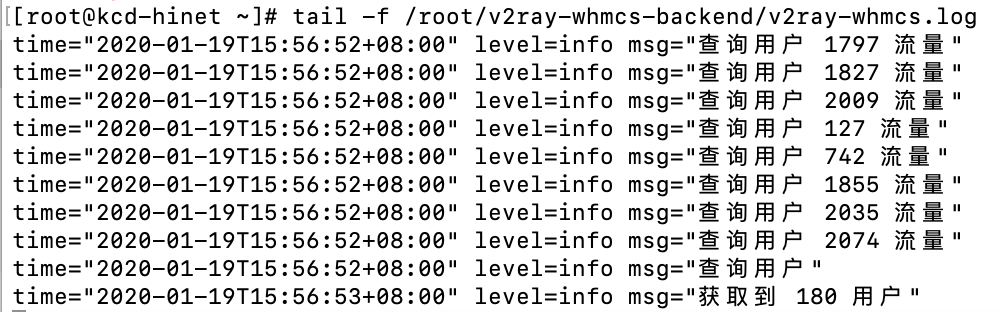 [[root@kcd-hinet ~]# tail -f /root/v2ray-whmcs-backend/v2ray-whmcs.log
time="2020-01-19T15:56:52+08:00" level=info msg="查询用户 1797 流量"
time="2020-01-19T15:56:52+08:00" level=info msg="查询用户 1827 流量"
time="2020-01-19T15:56:52+08:00" level=info msg="查询用户 2009 流量"
time="2020-01-19T15:56:52+08:00" level=info msg="查询用户 127 流量"
time="2020-01-19T15:56:52+08:00" level=info msg="查询用户 742 流量"
time="2020-01-19T15:56:52+08:00" level=info msg="查询用户 1855 流量"
time="2020-01-19T15:56:52+08:00" level=info msg="查询用户 2035 流量"
time="2020-01-19T15:56:52+08:00" level=info msg="查询用户 2074 流量"
time="2020-01-19T15:56:52+08:00" level=info msg="查询用户"
time="2020-01-19T15:56:53+08:00" level=info msg="获取到 180 用户"